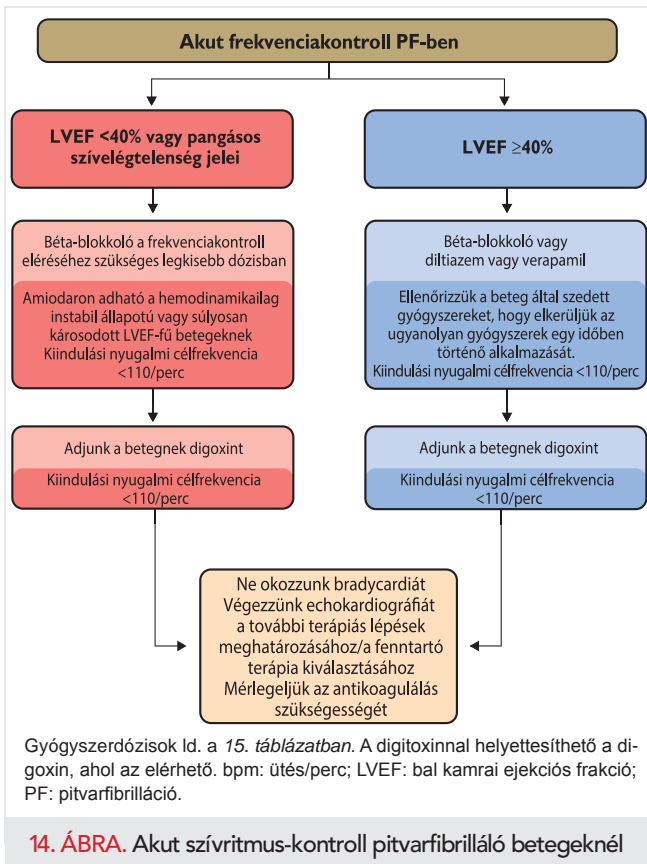 Akut frekvenciakontroll PF-ben
LVEF <40% vagy pangásos
szívelégtelenség jelei
LVEF ≥40%
Béta-blokkoló a frekvenciakontroll
eléréséhez szükséges legkisebb dózisban
Amiodaron adható a hemodinamikailag
instabil állapotú vagy súlyosan
károsodott LVEF-fű betegeknek
Kiindulási nyugalmi célfrekvencia
<110/perc
Béta-blokkoló vagy
diltiazem vagy verapamil
Ellenőrizzük a beteg által szedett
gyógyszereket, hogy elkerüljük az
ugyanolyan gyógyszerek egy időben
történő alkalmazását.
Kiindulási nyugalmi célfrekvencia <110/perc
Adjunk a betegnek digoxint
Kiindulási nyugalmi célfrekvencia
<110/perc
Adjunk a betegnek digoxint
Kiindulási nyugalmi célfrekvencia
<110/perc
Ne okozzunk bradycardiát
Végezzünk echokardiográfiát
a további terápiás lépések
meghatározásához/a fenntartó
terápia kiválasztásához
Mérlegeljük az antikoagulálás
szükségességét
Gyógyszerdózisok ld. a 15. táblázatban. A digitoxinnal helyettesíthető a di-
goxin, ahol az elérhető. bpm: ütés/perc; LVEF: bal kamrai ejekciós frakció;
PF: pitvarfibrilláció.
14. ÁBRA. Akut szívritmus-kontroll pitvarfibrilláló betegeknél